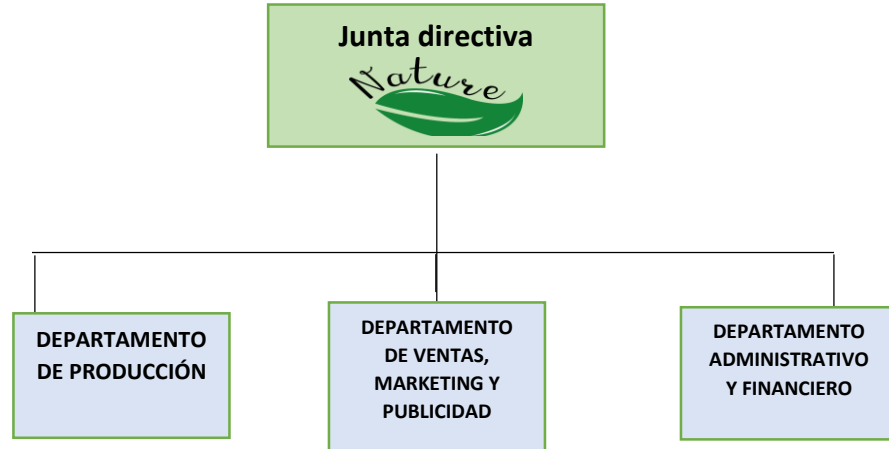 Junta directiva
Nature
DEPARTAMENTO
DE PRODUCCIÓN
DEPARTAMENTO
DE VENTAS,
MARKETING Y
PUBLICIDAD
DEPARTAMENTO
ADMINISTRATIVO
Y FINANCIERO